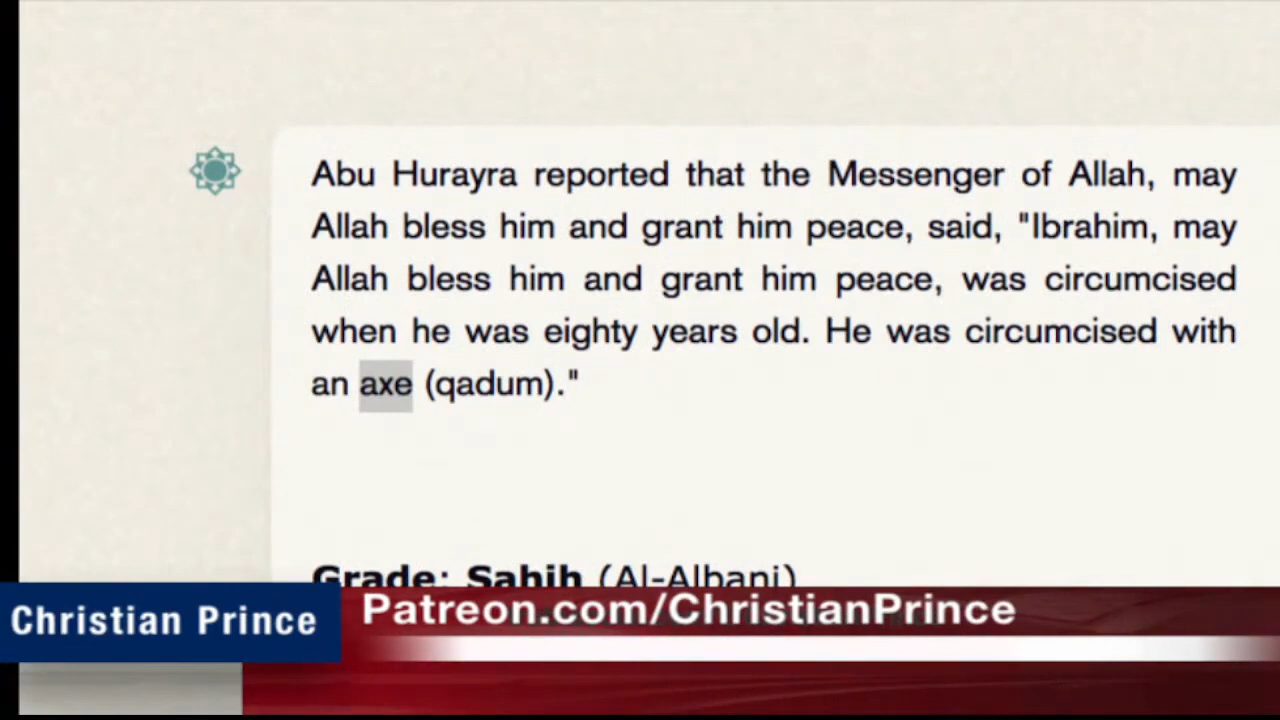 Abu Hurayra reported that the Messenger of Allah, may
Allah bless him and grant him peace, said, "Ibrahim, may
Allah bless him and grant him peace, was circumcised
when he was eighty years old. He was circumcised with
an axe (qadum)."
Grade: Sahih (Al-Albani)
Christian Prince
Patreon.com/ChristianPrince